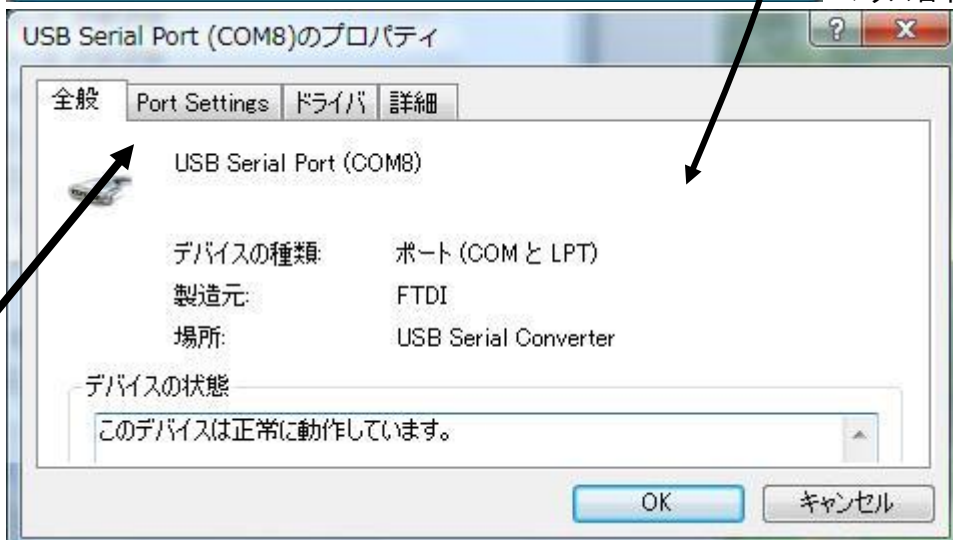 USB Serial Port (COM8)のプロパティ
全般 Port Settings ドライバ 詳細
USB Serial Port (COM8)
デバイスの種類: ポート (COM と LPT)
製造元: FTDI
場所: USB Serial Converter
デバイスの状態
このデバイスは正常に動作しています。
OK キャンセル